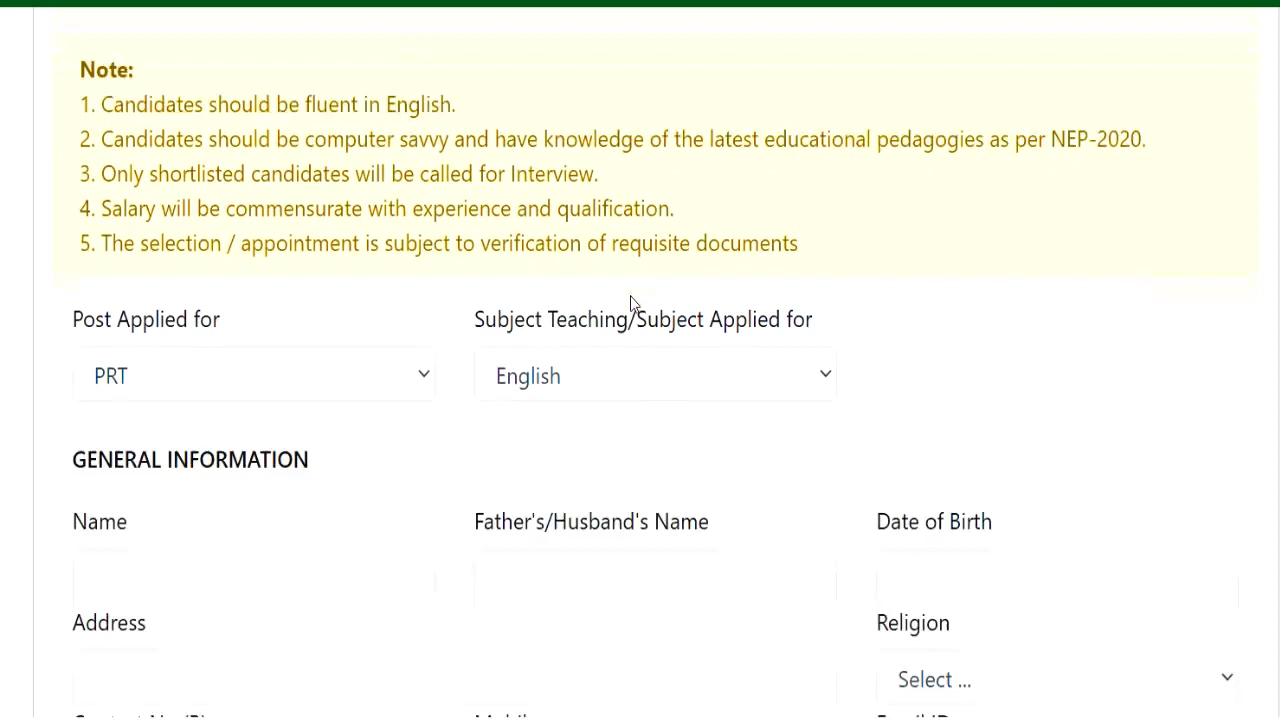 Note:
1. Candidates should be fluent in English.
2. Candidates should be computer savvy and have knowledge of the latest educational pedagogies as per NEP-2020.
3. Only shortlisted candidates will be called for Interview.
4. Salary will be commensurate with experience and qualification.
5. The selection / appointment is subject to verification of requisite documents
Post Applied for Subject Teaching/Subject Applied for
PRT English
GENERAL INFORMATION
Name Father's/Husband's Name Date of Birth
Address Religion
Select ...